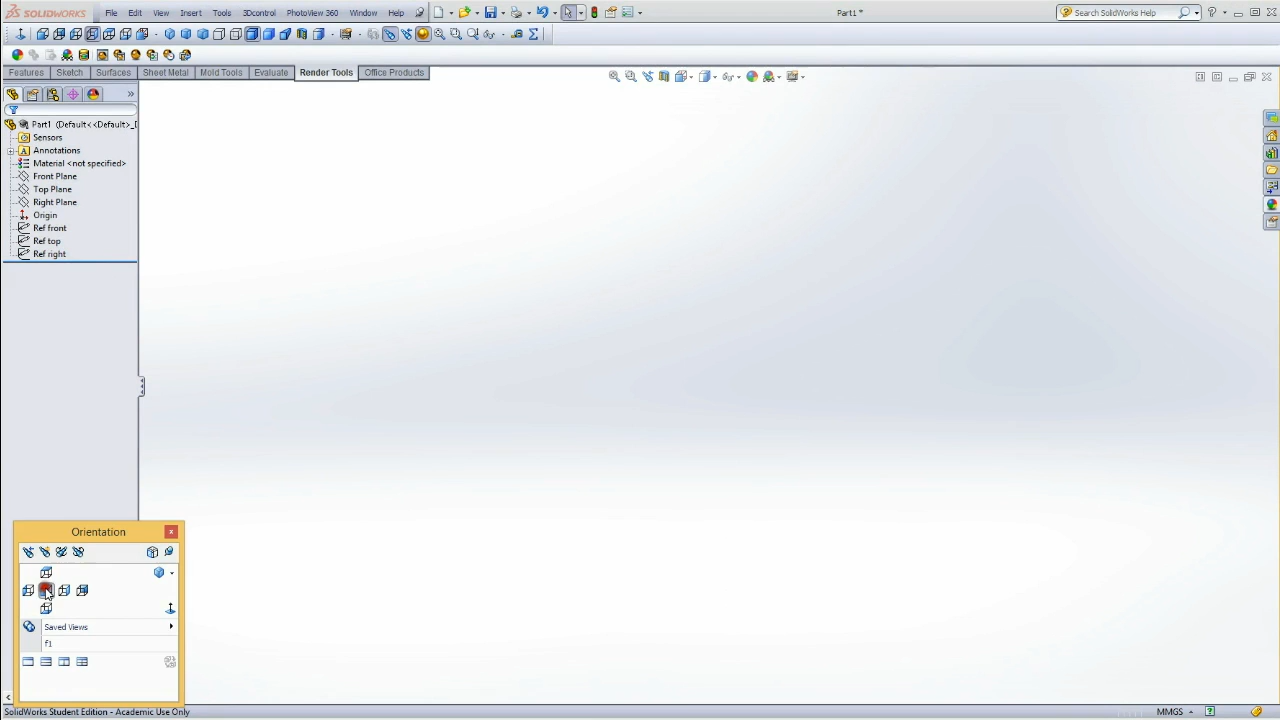 SOLIDWORKS File Edit View Insert Tools 3Dcontrol PhotoView 360 Window Help Part1 * Search SolidWorks Help
Features Sketch Surfaces Sheet Metal Mold Tools Evaluate Render Tools Office Products
Part1 (Default<<Default>_
Sensors
Annotations
Material <not specified>
Front Plane
Top Plane
Right Plane
Origin
Ref front
Ref top
Ref right
Orientation
Saved Views
f1
SolidWorks Student Edition - Academic Use Only MMGS